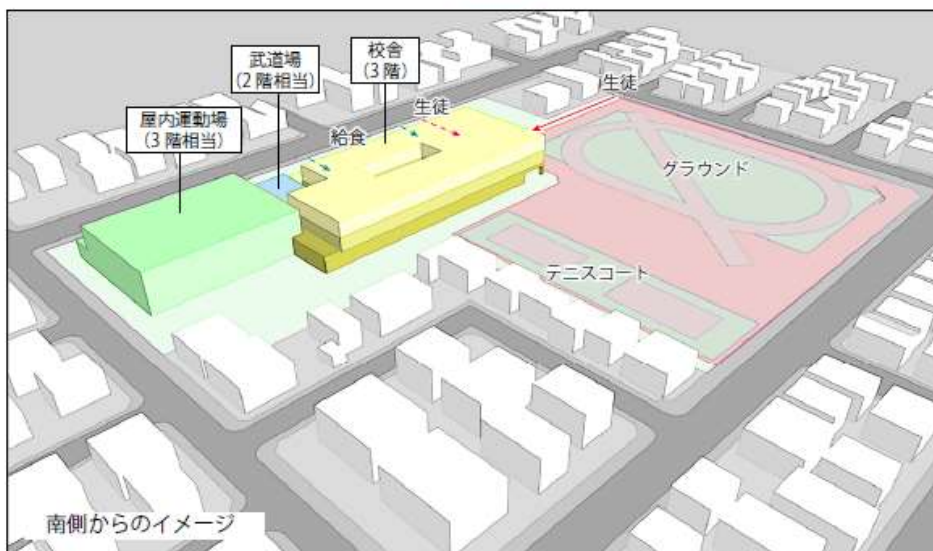 校舎
(3階)
武道場
(2階相当)
屋内運動場
(3階相当)
生徒
生徒
給食
グラウンド
テニスコート
南側からのイメージ